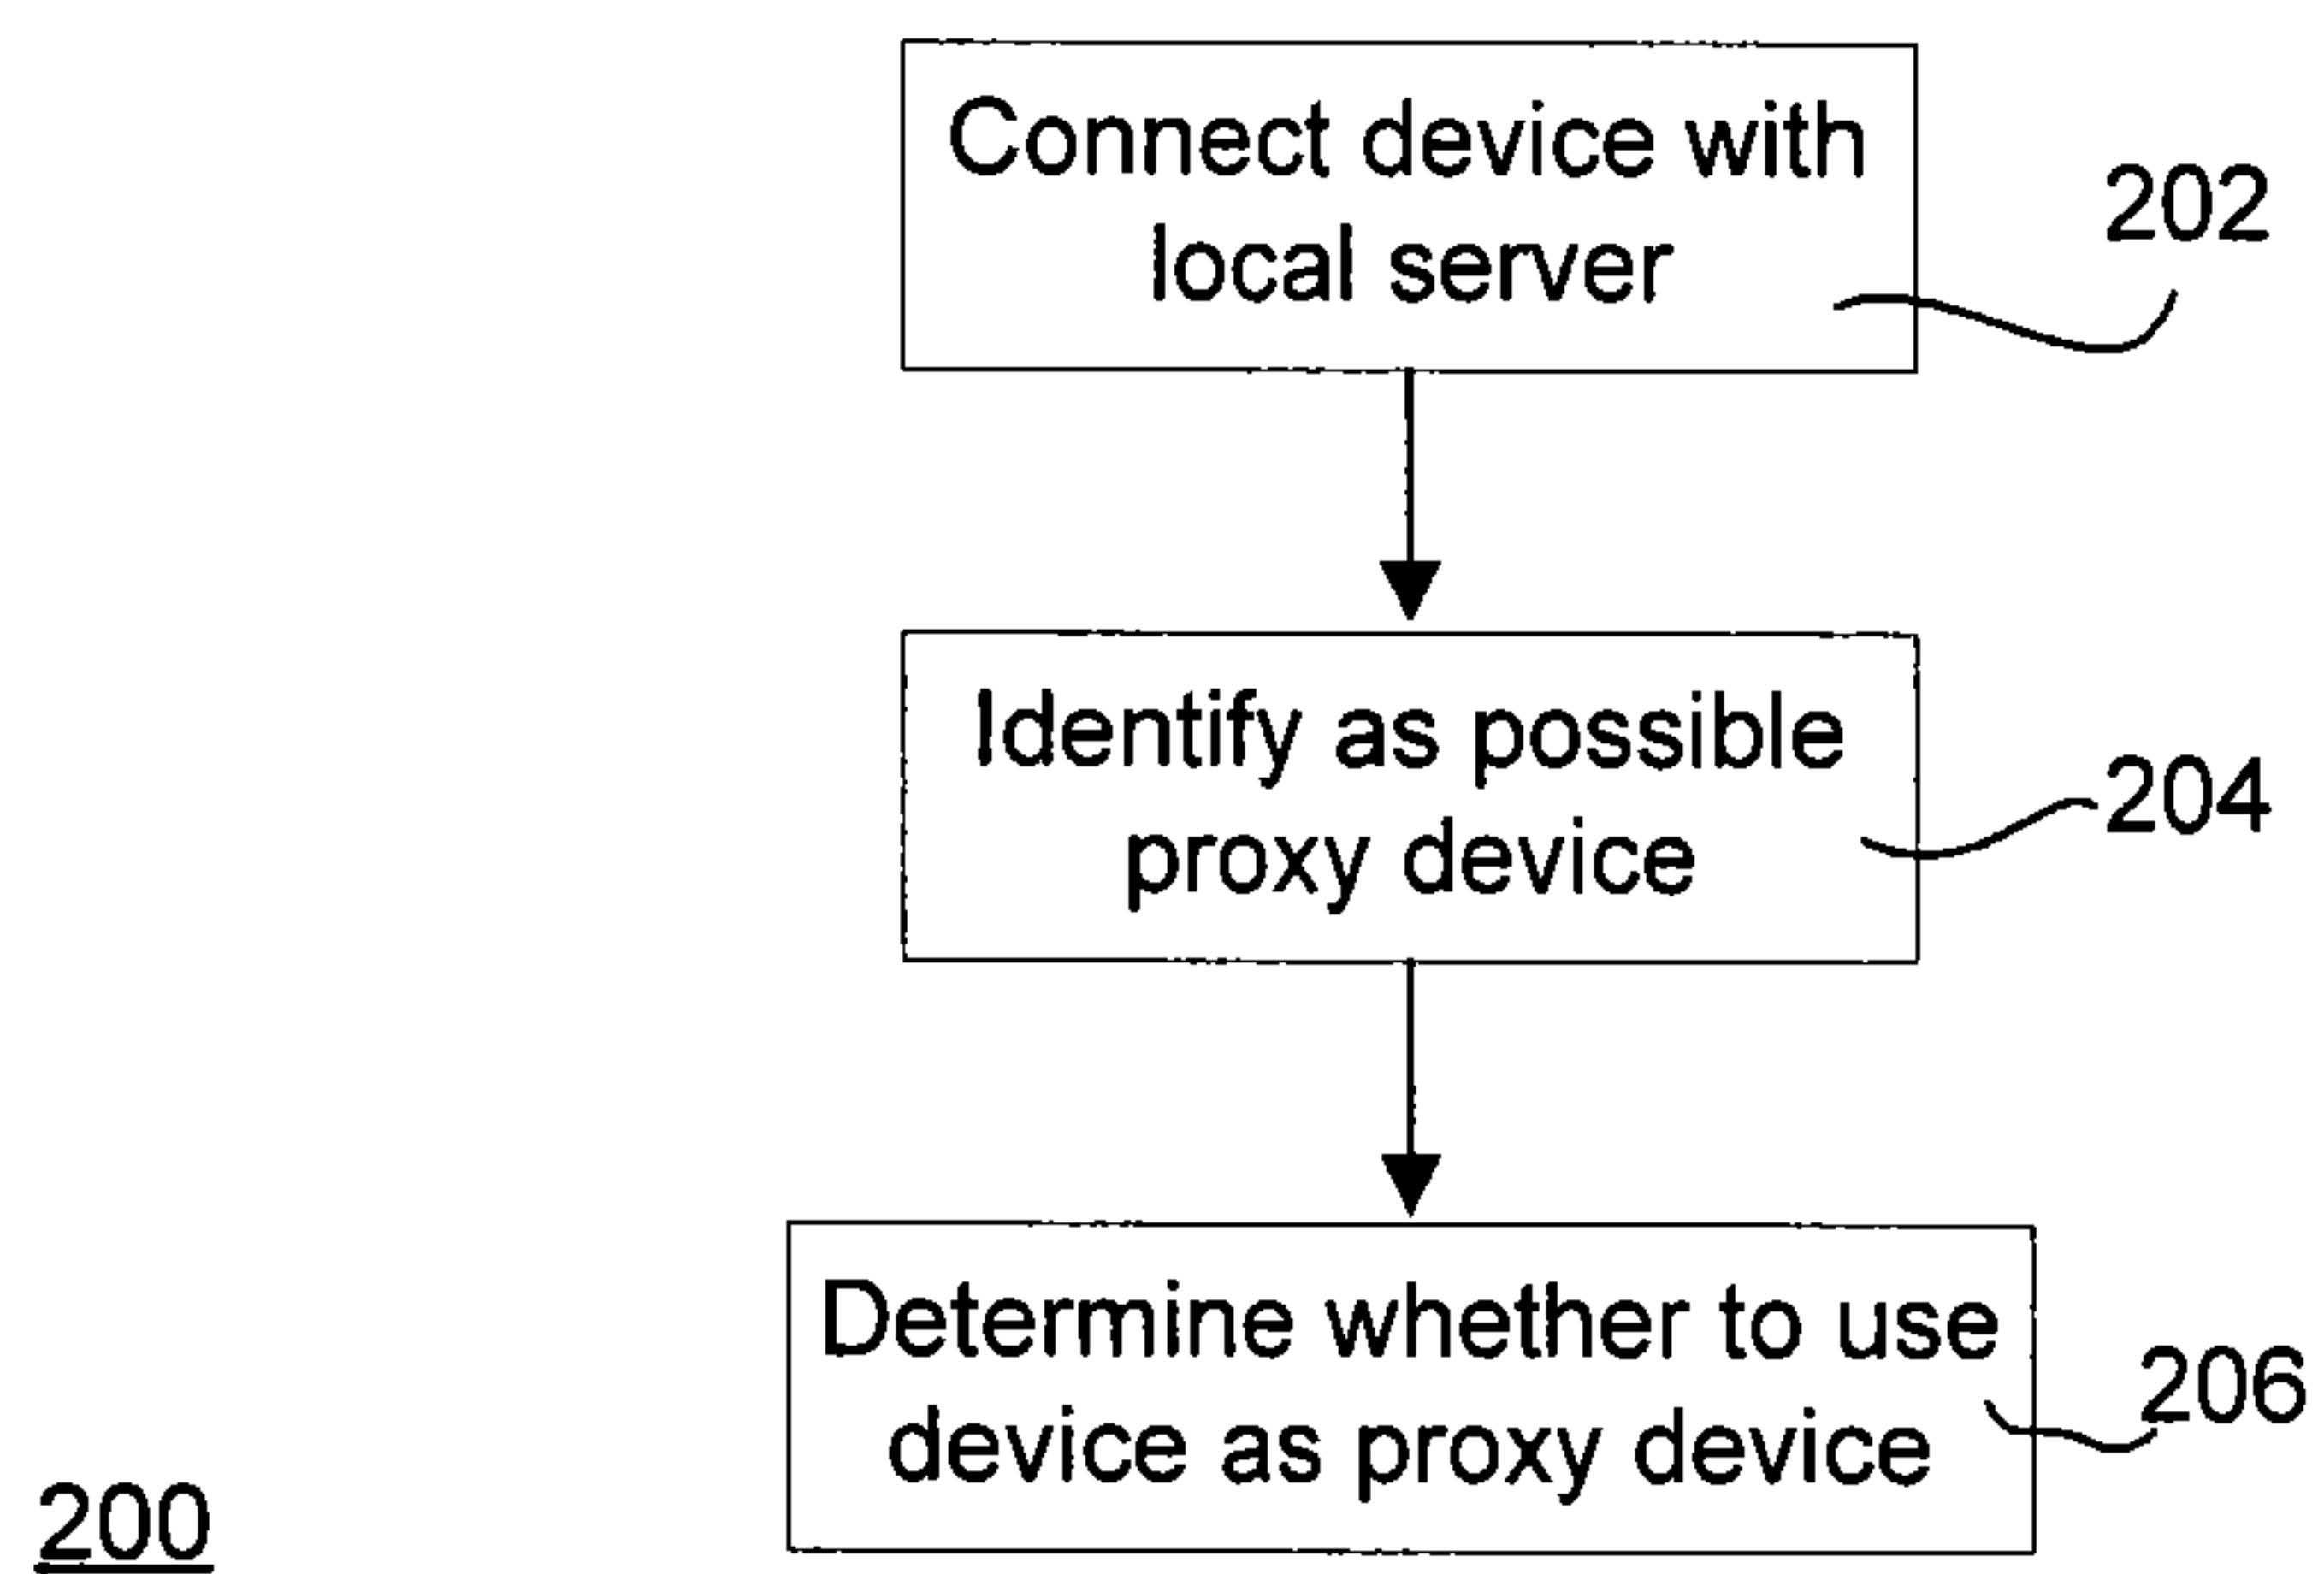 Connect device with
local server
202
Identify as possible
proxy device
204
Determine whether to use
device as proxy device
206
200